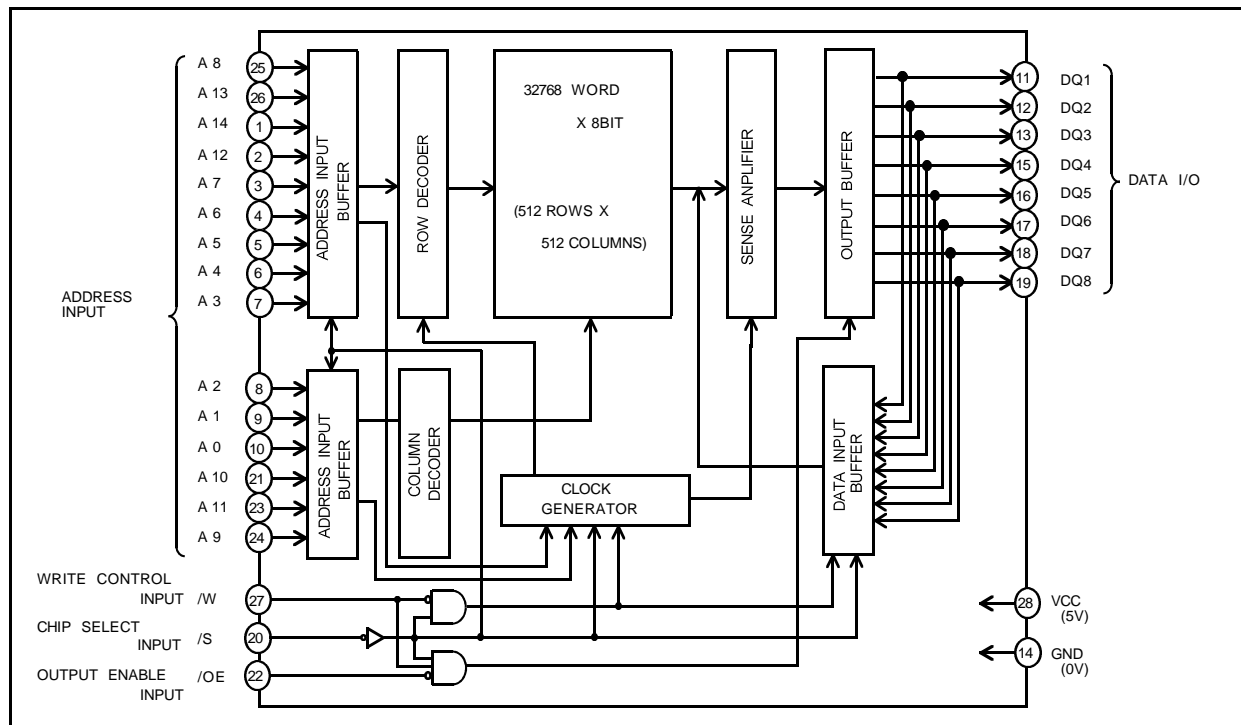 A 8
25
A 13
26
A 14
1
A 12
2
A 7
3
A 6
4
A 5
5
A 4
6
A 3
7
ADDRESS
INPUT
A 2
8
A 1
9
A 0
10
A 10
21
A 11
23
A 9
24
WRITE CONTROL
INPUT /W
27
CHIP SELECT
INPUT /S
20
OUTPUT ENABLE
INPUT /OE
22
ADDRESS INPUT
BUFFER
ROW DECODER
32768 WORD
X 8BIT
(512 ROWS X
512 COLUMNS)
SENSE ANPLIFIER
OUTPUT BUFFER
ADDRESS INPUT
BUFFER
COLUMN
DECODER
CLOCK
GENERATOR
DATA INPUT
BUFFER
11 DQ1
12 DQ2
13 DQ3
15 DQ4
16 DQ5
17 DQ6
18 DQ7
19 DQ8
DATA I/O
28 VCC
(5V)
14 GND
(0V)